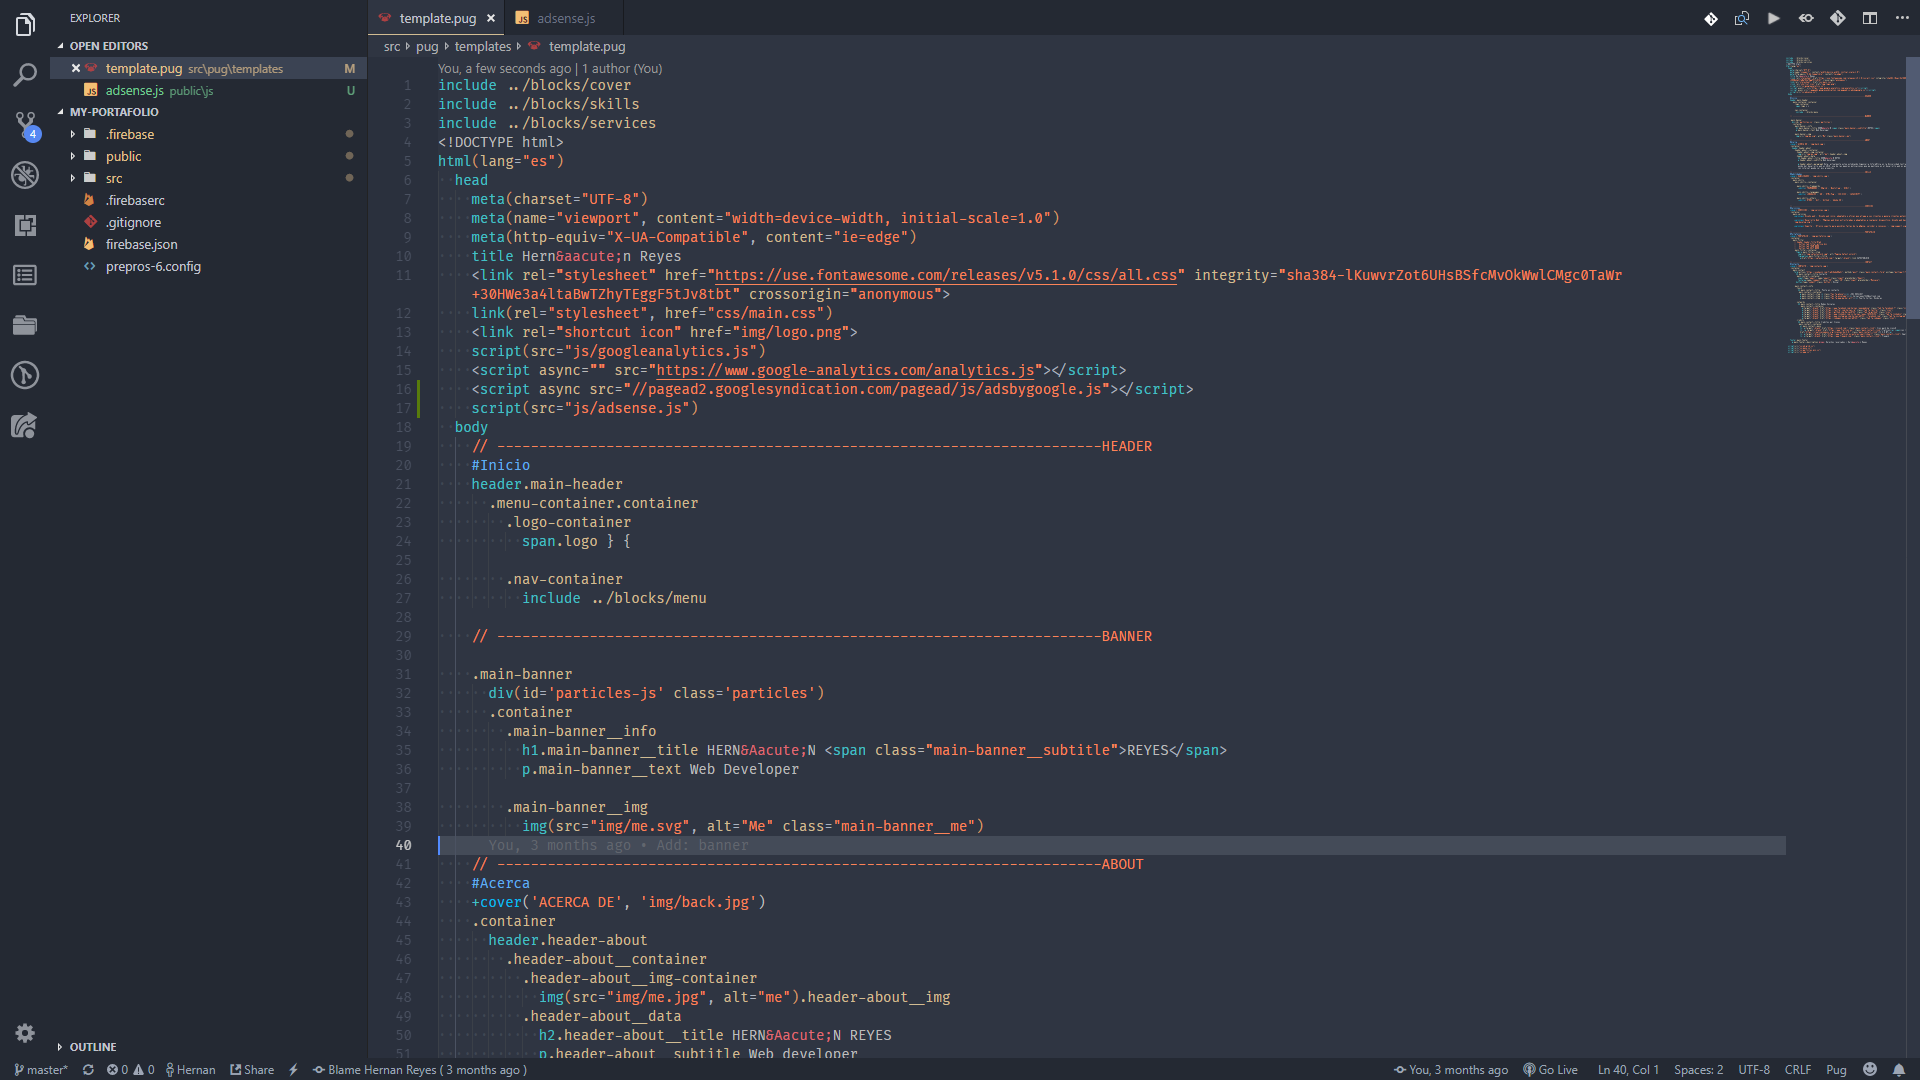 EXPLORER
OPEN EDITORS
template.pug src\pug\templates M
adsense.js public\js U
MY-PORTAFOLIO
.firebase
public
src
.firebaserc
.gitignore
firebase.json
prepros-6.config
OUTLINE
4
template.pug
adsense.js
src pug templates template.pug
You, a few seconds ago | 1 author (You)
1 include ../blocks/cover
2 include ../blocks/skills
3 include ../blocks/services
4 <!DOCTYPE html>
5 html(lang="es")
6 head
7 meta(charset="UTF-8")
8 meta(name="viewport", content="width=device-width, initial-scale=1.0")
9 meta(http-equiv="X-UA-Compatible", content="ie=edge")
10 title Hern&aacute;n Reyes
11 <link rel="stylesheet" href="https://use.fontawesome.com/releases/v5.1.0/css/all.css" integrity="sha384-lKuwvrZot6UHsBSfcMvOkWwlCMgc0TaWr
+30HWe3a4ltaBwTZhyTEggF5tJv8tbt" crossorigin="anonymous">
12 link(rel="stylesheet", href="css/main.css")
13 <link rel="shortcut icon" href="img/logo.png">
14 script(src="js/googleanalytics.js")
15 <script async="" src="https://www.google-analytics.com/analytics.js"></script>
16 <script async src="//pagead2.googlesyndication.com/pagead/js/adsbygoogle.js"></script>
17 script(src="js/adsense.js")
18 body
19 // ------------------------------------------------------------------------HEADER
20 #Inicio
21 header.main-header
22 .menu-container.container
23 .logo-container
24 span.logo } {
25
26 .nav-container
27 include ../blocks/menu
28
29 // ------------------------------------------------------------------------BANNER
30
31 .main-banner
32 div(id='particles-js' class='particles')
33 .container
34 .main-banner__info
35 h1.main-banner__title HERN&Aacute;N <span class="main-banner__subtitle">REYES</span>
36 p.main-banner__text Web Developer
37
38 .main-banner__img
39 img(src="img/me.svg", alt="Me" class="main-banner__me")
40 You, 3 months ago • Add: banner
41 // ------------------------------------------------------------------------ABOUT
42 #Acerca
43 +cover('ACERCA DE', 'img/back.jpg')
44 .container
45 header.header-about
46 .header-about__container
47 .header-about__img-container
48 img(src="img/me.jpg", alt="me").header-about__img
49 .header-about__data
50 h2.header-about__title HERN&Aacute;N REYES
51 p.header-about__subtitle Web developer
master* 0 0 Hernan Share Blame Hernan Reyes ( 3 months ago ) You, 3 months ago Go Live Ln 40, Col 1 Spaces: 2 UTF-8 CRLF Pug